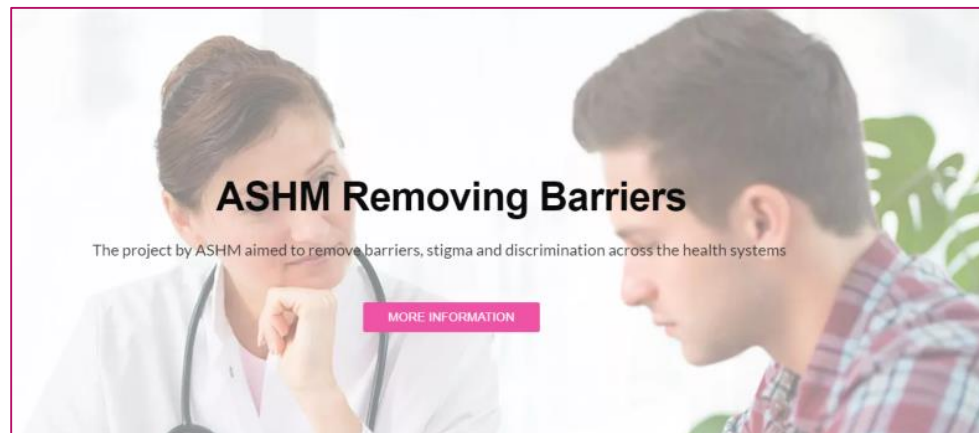 ASHM Removing Barriers
The project by ASHM aimed to remove barriers, stigma and discrimination across the health systems
MORE INFORMATION